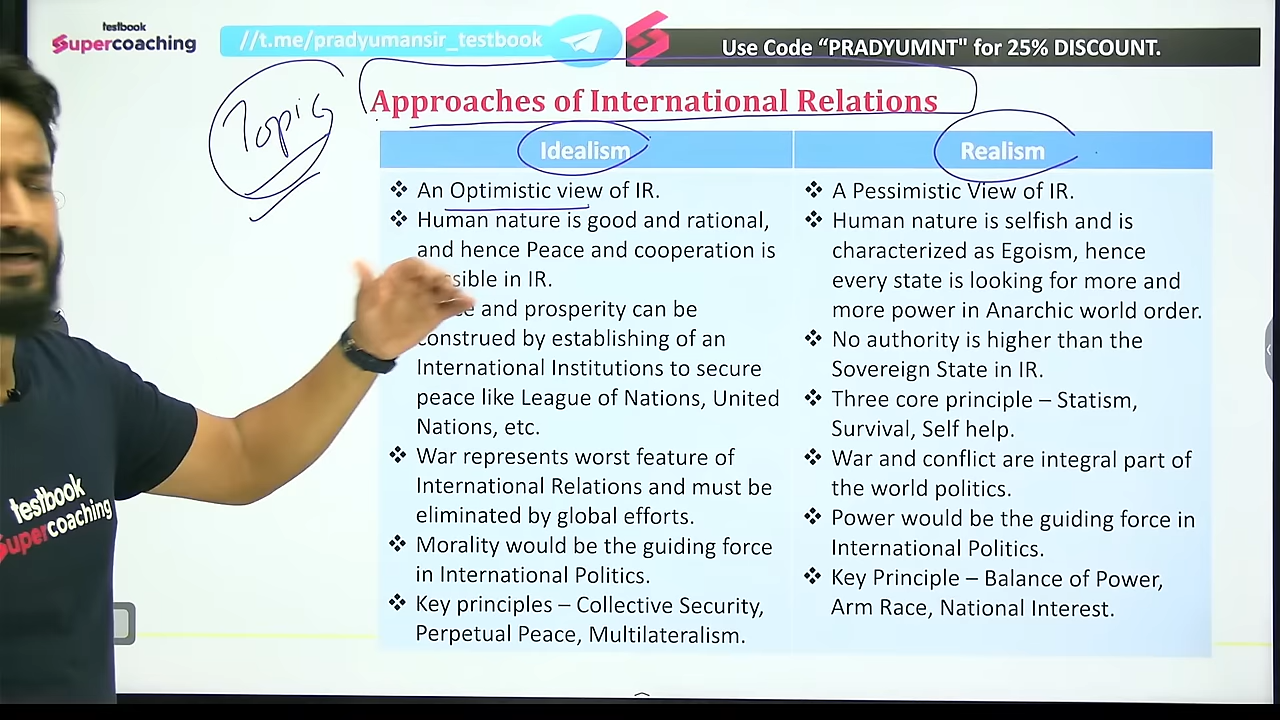 testbook
Supercoaching
//t.me/pradyumansir_testbook
Use Code “PRADYUMNT" for 25% DISCOUNT.
Topic
Approaches of International Relations
Idealism
❖ An Optimistic view of IR.
❖ Human nature is good and rational,
and hence Peace and cooperation is
sible in IR.
and prosperity can be
construed by establishing of an
International Institutions to secure
peace like League of Nations, United
Nations, etc.
❖ War represents worst feature of
International Relations and must be
eliminated by global efforts.
❖ Morality would be the guiding force
in International Politics.
❖ Key principles – Collective Security,
Perpetual Peace, Multilateralism.
Realism
❖ A Pessimistic View of IR.
❖ Human nature is selfish and is
characterized as Egoism, hence
every state is looking for more and
more power in Anarchic world order.
❖ No authority is higher than the
Sovereign State in IR.
❖ Three core principle – Statism,
Survival, Self help.
❖ War and conflict are integral part of
the world politics.
❖ Power would be the guiding force in
International Politics.
❖ Key Principle – Balance of Power,
Arm Race, National Interest.
testbook
Supercoaching